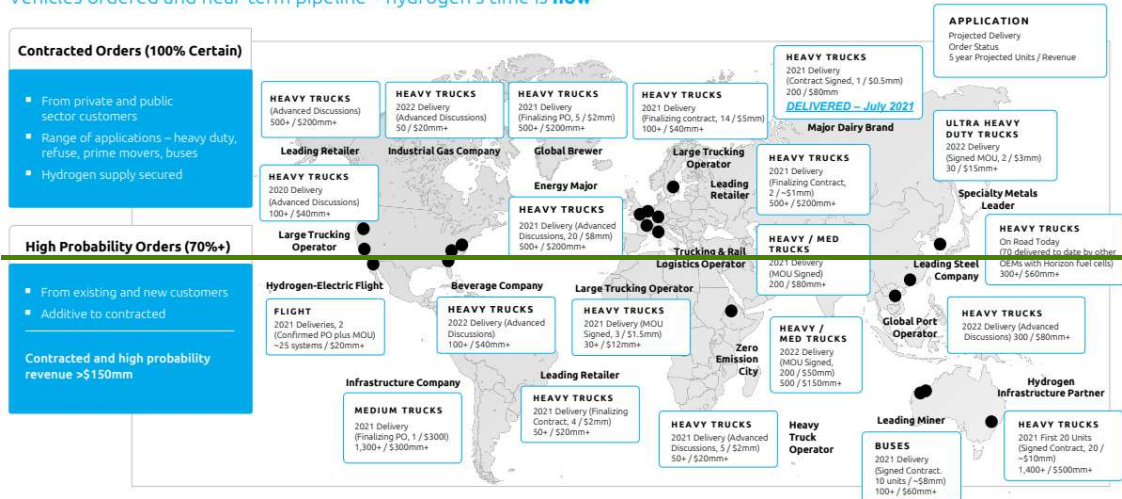 Vehicles ordered and near-term pipeline – hydrogen's time is now
APPLICATION
Projected Delivery
Order Status
5 year Projected Units / Revenue
Contracted Orders (100% Certain)
▪ From private and public
sector customers
▪ Range of applications – heavy duty,
refuse, prime movers, buses
▪ Hydrogen supply secured
High Probability Orders (70%+)
▪ From existing and new customers
▪ Additive to contracted
Contracted and high probability
revenue >$150mm
HEAVY TRUCKS
(Advanced Discussions)
500+ / $200mm+
Leading Retailer
HEAVY TRUCKS
2022 Delivery
(Advanced Discussions)
50 / $20mm+
Industrial Gas Company
HEAVY TRUCKS
2021 Delivery
(Finalizing PO, 5 / $2mm)
500+ / $200mm+
Global Brewer
HEAVY TRUCKS
2021 Delivery
(Finalizing contract, 14 / $5mm)
100+ / $40mm+
Large Trucking
Operator
HEAVY TRUCKS
2021 Delivery
(Contract Signed, 1 / $0.5mm)
200 / $80mm
DELIVERED – July 2021
Major Dairy Brand
ULTRA HEAVY
DUTY TRUCKS
2022 Delivery
(Signed MOU, 2 / $3mm)
30 / $15mm+
Specialty Metals
Leader
HEAVY TRUCKS
2020 Delivery
(Advanced Discussions)
100+ / $40mm+
Large Trucking
Operator
Energy Major
HEAVY TRUCKS
2021 Delivery (Advanced
Discussions, 20 / $8mm)
500+ / $200mm+
Leading
Retailer
HEAVY TRUCKS
2021 Delivery
(Finalizing Contract,
2 / ~$1mm)
500+ / $200mm+
Trucking & Rail
Logistics Operator
HEAVY / MED
TRUCKS
2021 Delivery
(MOU Signed)
200 / $80mm+
HEAVY TRUCKS
On Road Today
(70 delivered to date by other
OEMs with Horizon fuel cells)
300+/ $60mm+
Leading Steel
Company
Hydrogen-Electric Flight
FLIGHT
2021 Deliveries, 2
(Confirmed PO plus MOU)
~25 systems / $20mm+
Beverage Company
HEAVY TRUCKS
2022 Delivery (Advanced
Discussions)
100+ / $40mm+
Large Trucking Operator
HEAVY TRUCKS
2021 Delivery (MOU
Signed, 3 / $1.5mm)
30+ / $12mm+
Zero
Emission
City
HEAVY /
MED TRUCKS
2022 Delivery
(MOU Signed,
200 / $50mm)
500 / $150mm+
Global Port
Operator
HEAVY TRUCKS
2022 Delivery (Advanced
Discussions) 300 / $80mm+
Infrastructure Company
MEDIUM TRUCKS
2021 Delivery
(Finalizing PO, 1 / $300l)
1,300+ / $300mm+
Leading Retailer
HEAVY TRUCKS
2021 Delivery (Finalizing
Contract, 4 / $2mm)
50+ / $20mm+
HEAVY TRUCKS
2021 Delivery (Advanced
Discussions, 5 / $2mm)
50+ / $20mm+
Heavy
Truck
Operator
Leading Miner
BUSES
2021 Delivery
(Signed Contract.
10 units / ~$8mm)
100+ / $60mm+
Hydrogen
Infrastructure Partner
HEAVY TRUCKS
2021 First 20 Units
(Signed Contract, 20 /
~$10mm)
1,400+ / $500mm+